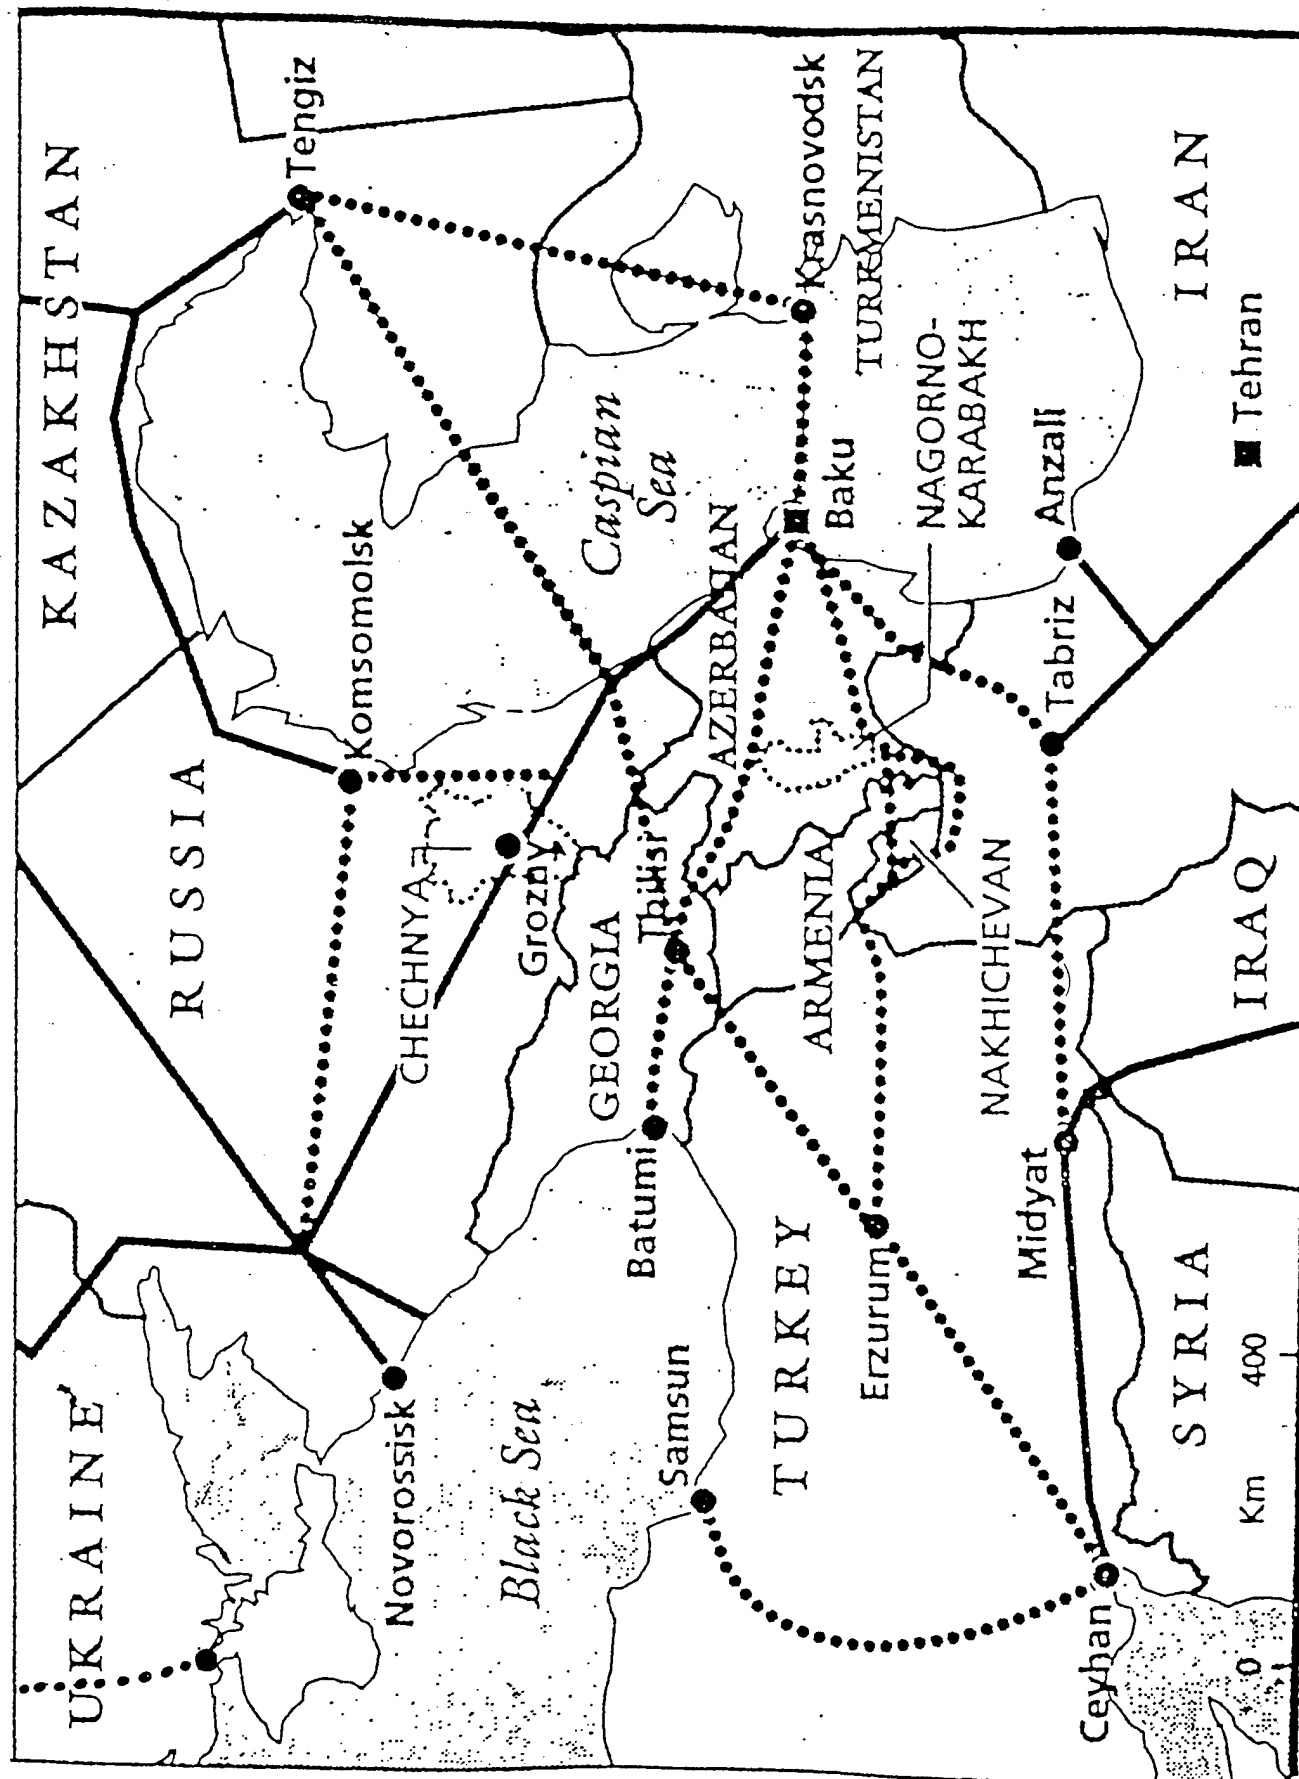 UKRAINE
RUSSIA
KAZAKHSTAN
Tengiz
Komsomolsk
CHECHNYA
Grozny
Novorossisk
Black Sea
Caspian
Sea
GEORGIA
Tbilisi
Batumi
Samsun
AZERBAIJAN
Baku
Krasnovodsk
TURKMENISTAN
ARMENIA
NAGORNO-
KARABAKH
TURKEY
Erzurum
NAKHICHEVAN
Anzali
Tabriz
Midyat
Ceyhan
SYRIA
IRAQ
IRAN
Tehran
Km
0
400